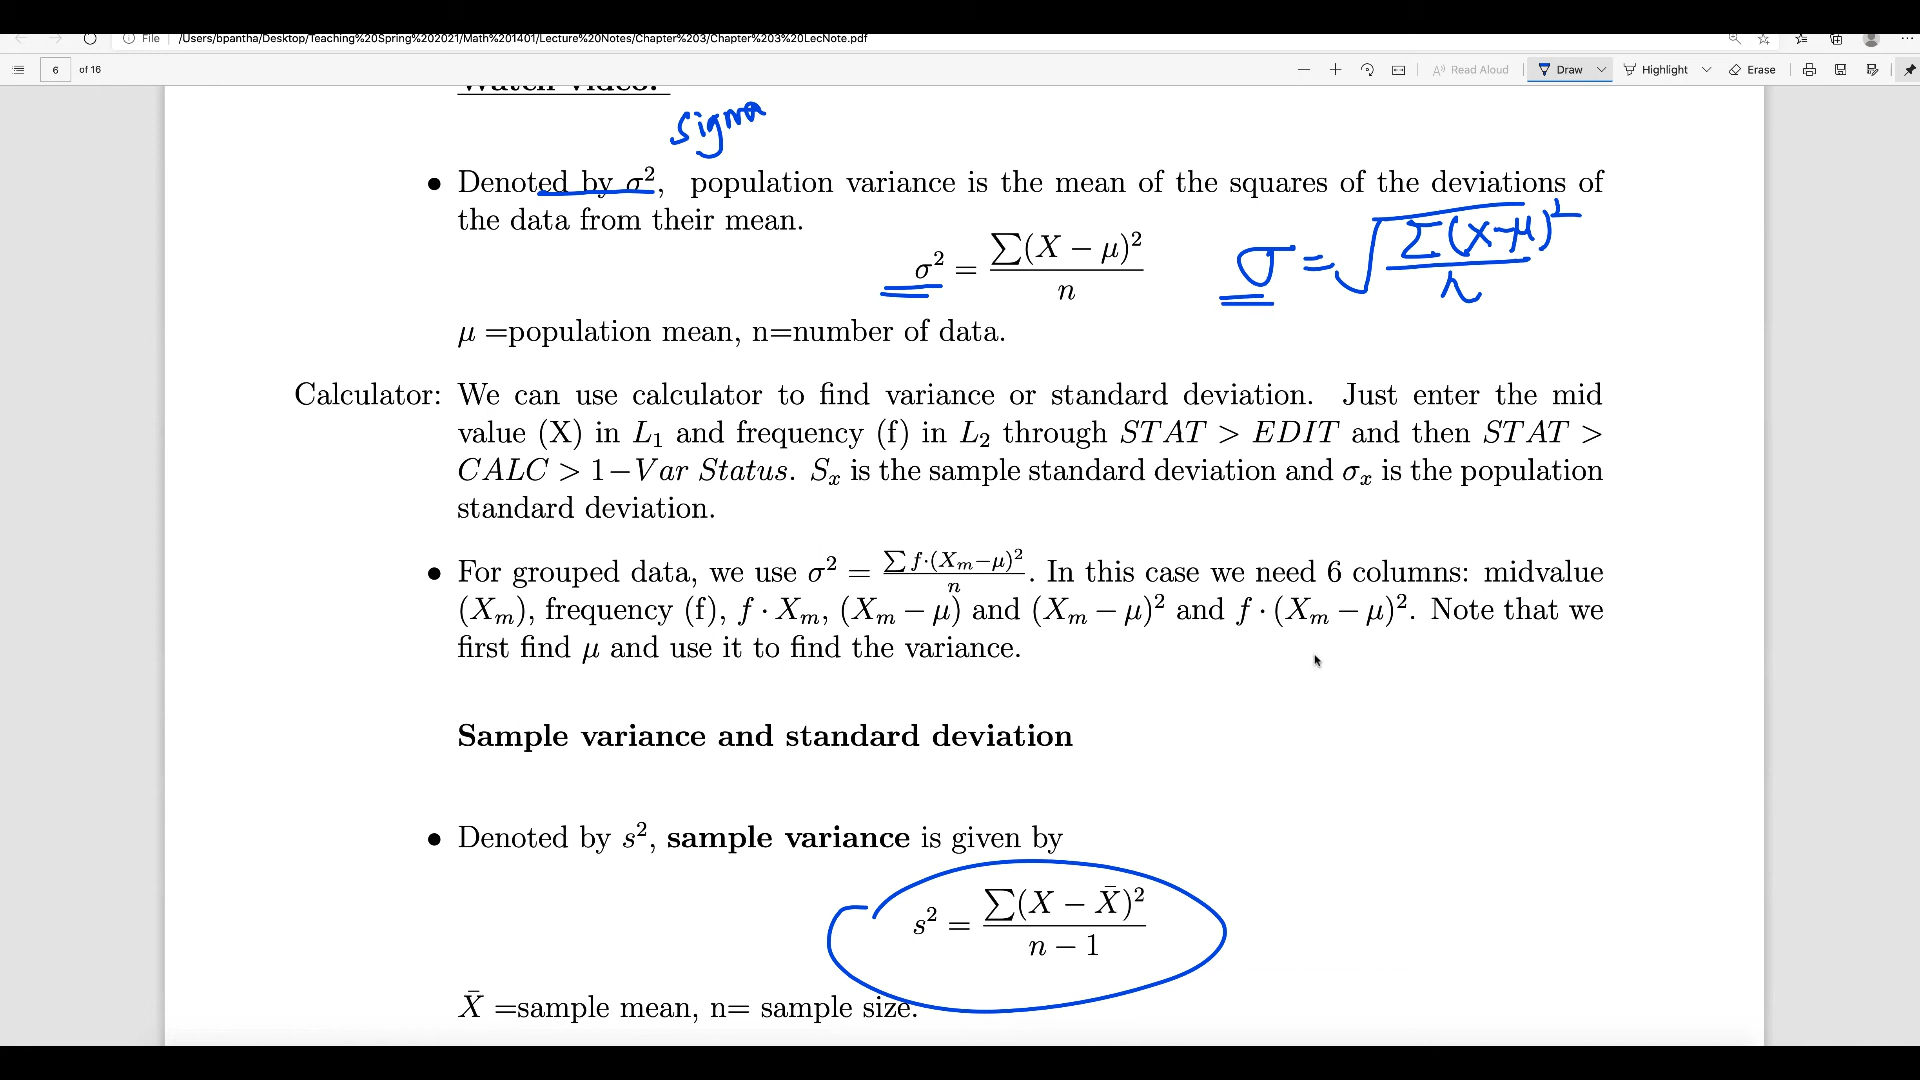 File | /Users/bpantha/Desktop/Teaching%20Spring%202021/Math%201401/Lecture%20Notes/Chapter%203/Chapter%203%20LecNote.pdf
6 of 16 Read Aloud Draw Highlight Erase
Watch video:
sigma
• Denoted by σ², population variance is the mean of the squares of the deviations of
the data from their mean.
σ² = ∑(X − μ)² / n
σ = √(∑(x−μ)² / n)
μ =population mean, n=number of data.
Calculator: We can use calculator to find variance or standard deviation. Just enter the mid
value (X) in L₁ and frequency (f) in L₂ through STAT > EDIT and then STAT >
CALC > 1−Var Status. Sₓ is the sample standard deviation and σₓ is the population
standard deviation.
• For grouped data, we use σ² = ∑ f·(Xₘ−μ)² / n. In this case we need 6 columns: midvalue
(Xₘ), frequency (f), f · Xₘ, (Xₘ − μ) and (Xₘ − μ)² and f · (Xₘ − μ)². Note that we
first find μ and use it to find the variance.
Sample variance and standard deviation
• Denoted by s², sample variance is given by
s² = ∑(X − X̄)² / n − 1
X̄ =sample mean, n= sample size.